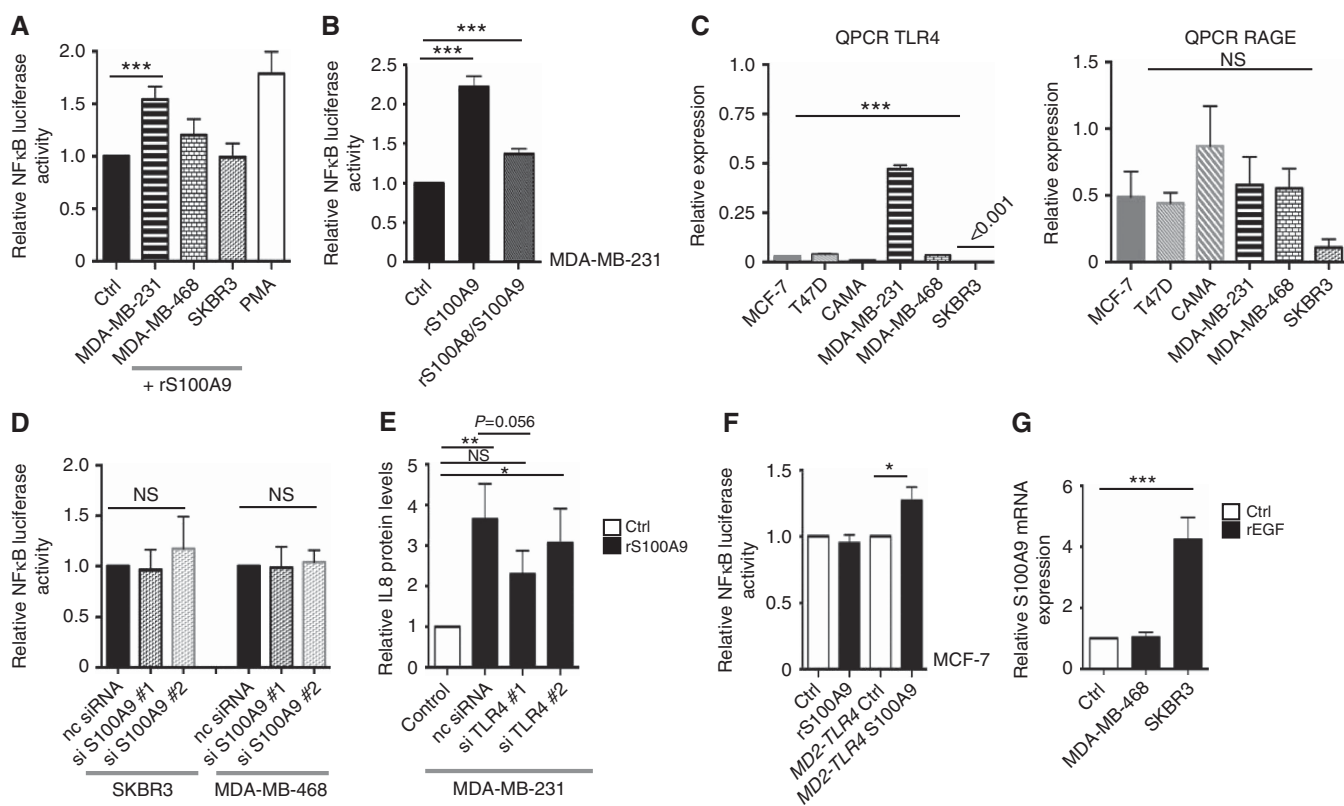 A
Relative NFκB luciferase
activity
2.0
1.5
1.0
0.5
0
***
Ctrl
MDA-MB-231
MDA-MB-468
SKBR3
PMA
+ rS100A9
B
Relative NFκB luciferase
activity
2.5
2.0
1.5
1.0
0.5
0
***
***
Ctrl
rS100A9
rS100A8/S100A9
MDA-MB-231
C
QPCR TLR4
Relative expression
1.0
0.75
0.5
0.25
0
***
<0.001
MCF-7
T47D
CAMA
MDA-MB-231
MDA-MB-468
SKBR3
QPCR RAGE
NS
Relative expression
1.5
1.0
0.5
0
MCF-7
T47D
CAMA
MDA-MB-231
MDA-MB-468
SKBR3
D
Relative NFκB luciferase
activity
2.0
1.5
1.0
0.5
0
NS
NS
nc siRNA
si S100A9 #1
si S100A9 #2
nc siRNA
si S100A9 #1
si S100A9 #2
SKBR3
MDA-MB-468
E
Relative IL8 protein levels
5
4
3
2
1
0
P=0.056
**
NS
*
Ctrl
rS100A9
Control
nc siRNA
si TLR4 #1
si TLR4 #2
MDA-MB-231
F
Relative NFκB luciferase
activity
1.5
1.0
0.5
0
*
Ctrl
rS100A9
MD2-TLR4 Ctrl
MD2-TLR4 S100A9
MCF-7
G
Relative S100A9 mRNA
expression
6
4
2
1
0
***
Ctrl
rEGF
Ctrl
MDA-MB-468
SKBR3